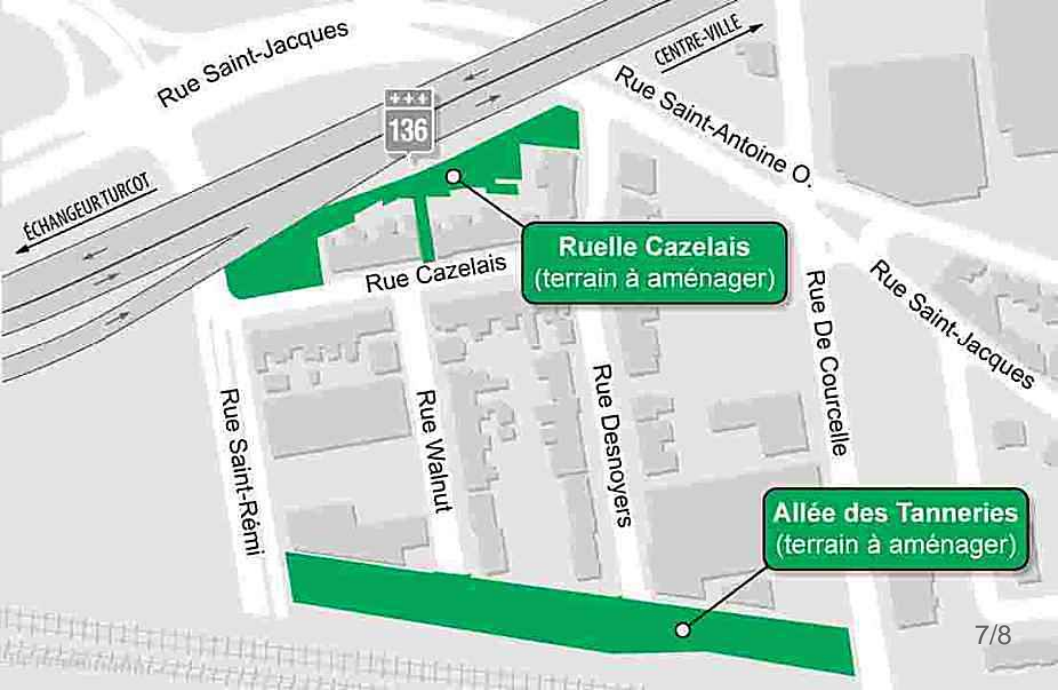 Rue Saint-Jacques
CENTRE-VILLE
136
Rue Saint-Antoine O.
ÉCHANGEUR TURCOT
Ruelle Cazelais
(terrain à aménager)
Rue Cazelais
Rue Saint-Jacques
Rue De Courcelle
Rue Saint-Rémi
Rue Walnut
Rue Desnoyers
Allée des Tanneries
(terrain à aménager)
7/8